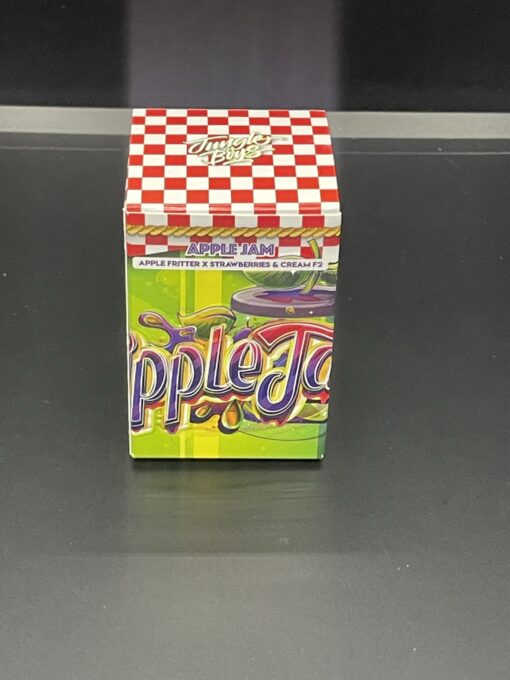 Jungle
Boys
APPLE JAM
APPLE FRITTER X STRAWBERRIES & CREAM F2
pple Ja